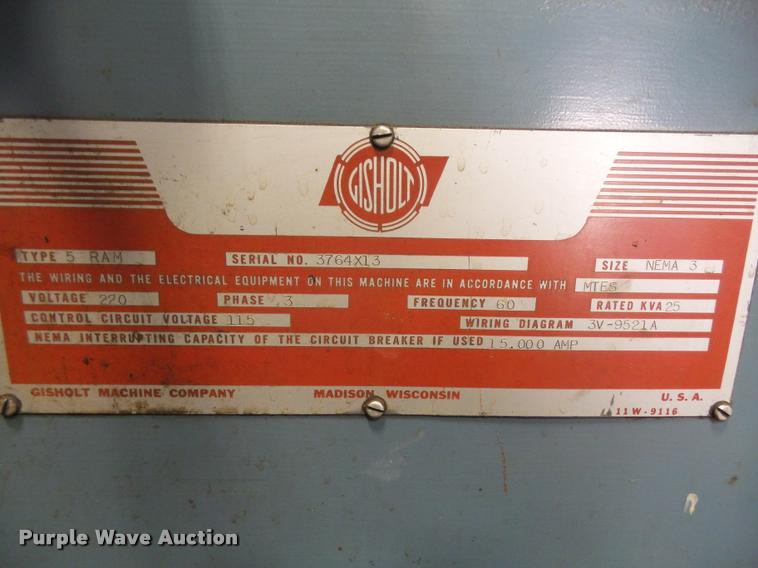 GISHOLT
TYPE 5 RAM SERIAL NO. 3764X13 SIZE NEMA 3
THE WIRING AND THE ELECTRICAL EQUIPMENT ON THIS MACHINE ARE IN ACCORDANCE WITH MTES
VOLTAGE 220 PHASE 3 FREQUENCY 60 RATED KVA 25
CONTROL CIRCUIT VOLTAGE 115 WIRING DIAGRAM 3V-9521A
NEMA INTERRUPTING CAPACITY OF THE CIRCUIT BREAKER IF USED 15.000 AMP
GISHOLT MACHINE COMPANY MADISON, WISCONSIN U. S. A.
11W-9116
Purple Wave Auction